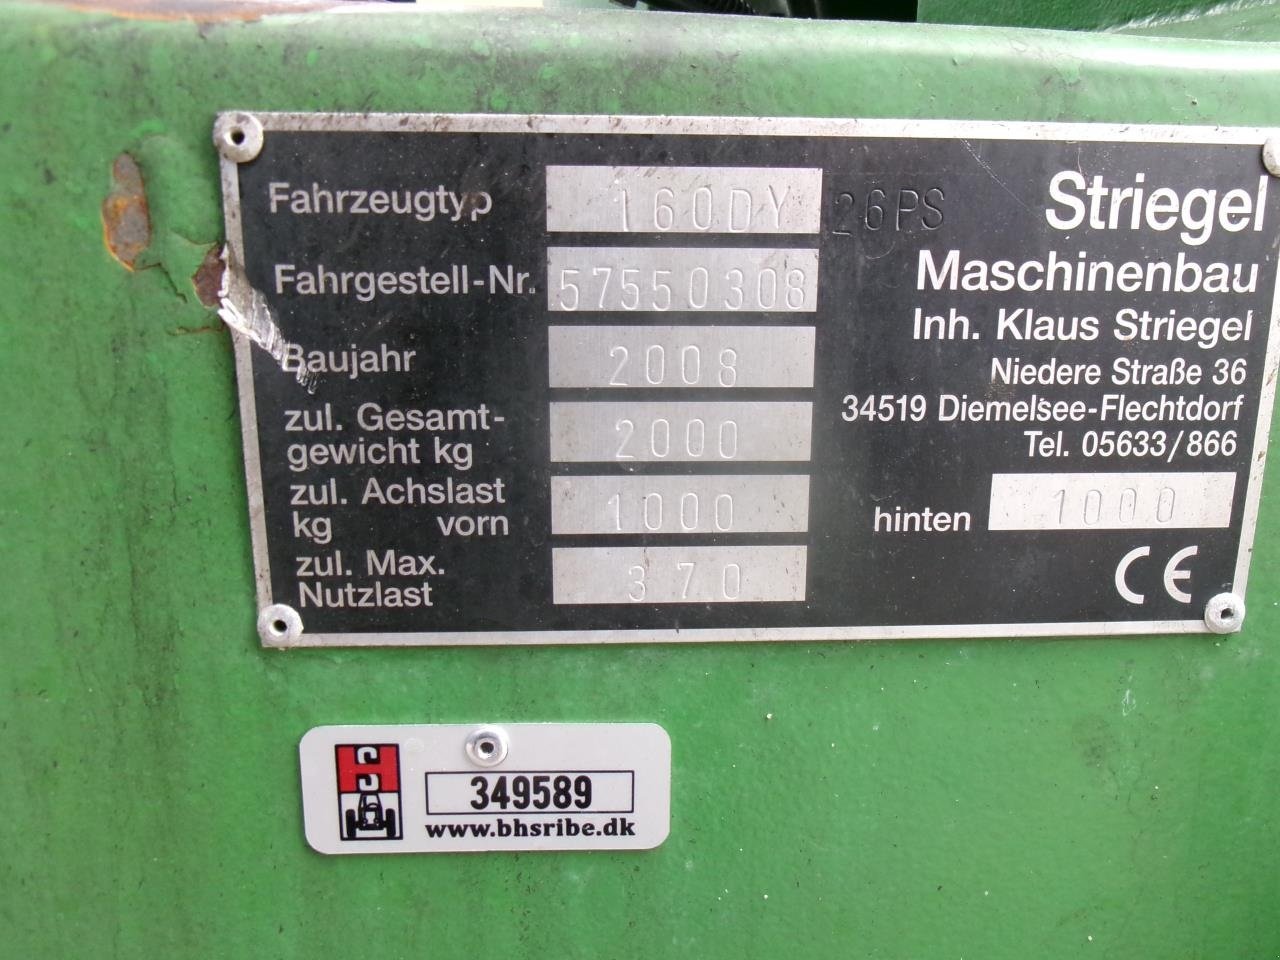 Fahrzeugtyp 160DY 26PS
Fahrgestell-Nr. 57550308
Baujahr 2008
zul. Gesamt-
gewicht kg 2000
zul. Achslast
kg vorn 1000 hinten 1000
zul. Max.
Nutzlast 370
Striegel
Maschinenbau
Inh. Klaus Striegel
Niedere Straße 36
34519 Diemelsee-Flechtdorf
Tel. 05633/866
CE
H
S
349589
www.bhsribe.dk